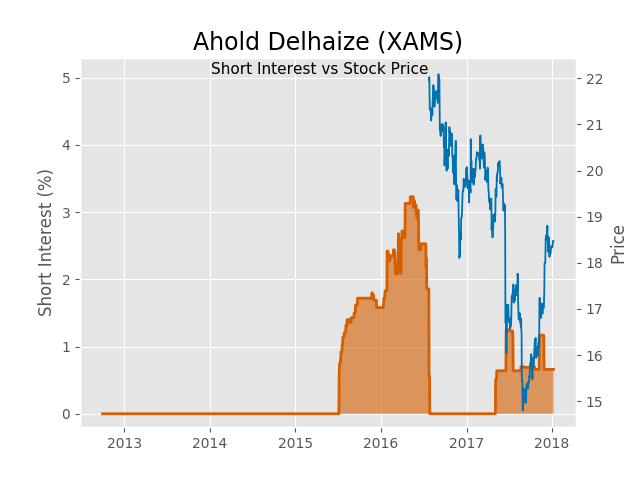 Ahold Delhaize (XAMS)
Short Interest vs Stock Price
Short Interest (%)
5
4
3
2
1
0
22
21
20
19
18
17
16
15
Price
2013 2014 2015 2016 2017 2018